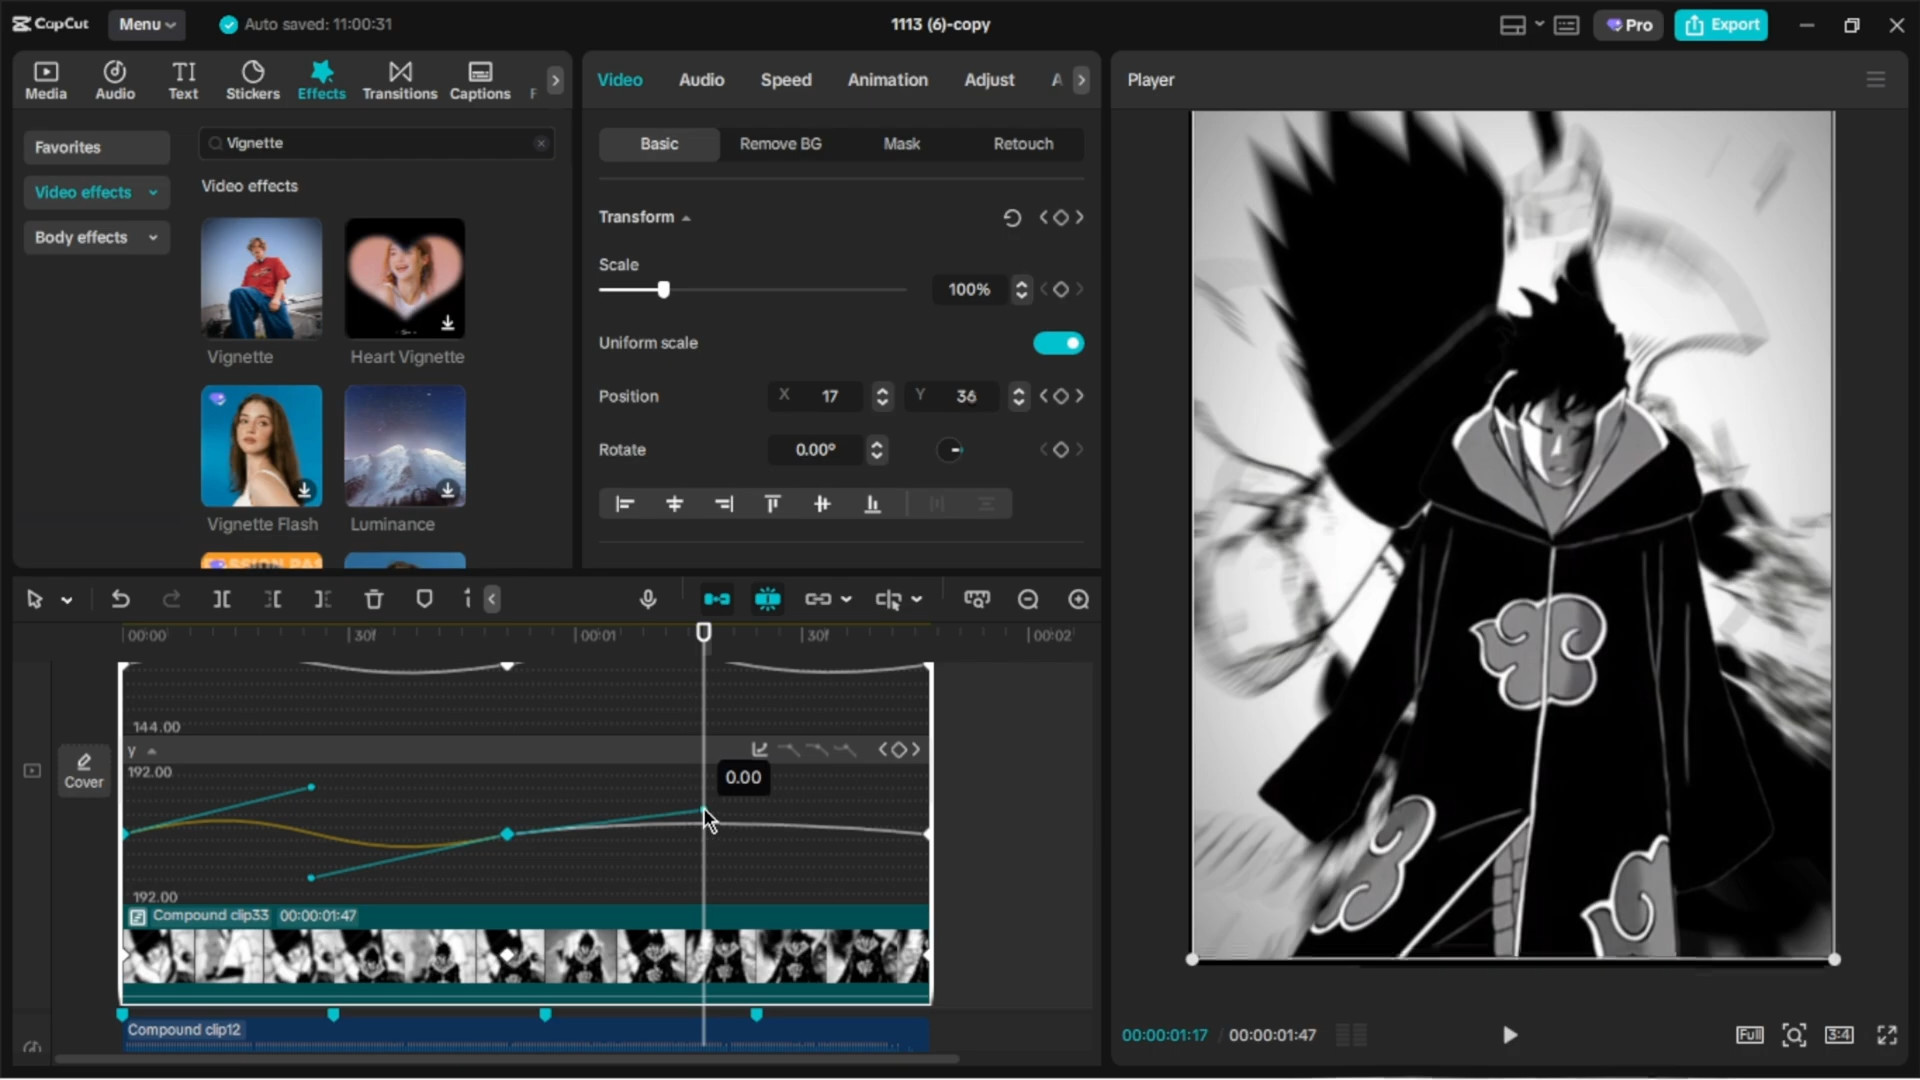 CapCut Menu Auto saved: 11:00:31 1113 (6)-copy Pro Export
Media Audio Text Stickers Effects Transitions Captions F
Favorites
Video effects
Body effects
Vignette
Video effects
Vignette Heart Vignette
Vignette Flash Luminance
Video Audio Speed Animation Adjust A
Basic Remove BG Mask Retouch
Transform
Scale
100%
Uniform scale
Position X 17 Y 36
Rotate 0.00°
Player
00:00 30f 00:01 30f 00:02
144.00
y
192.00
0.00
192.00
Cover
Compound clip33 00:00:01:47
Compound clip12
00:00:01:17 / 00:00:01:47
Full 3:4